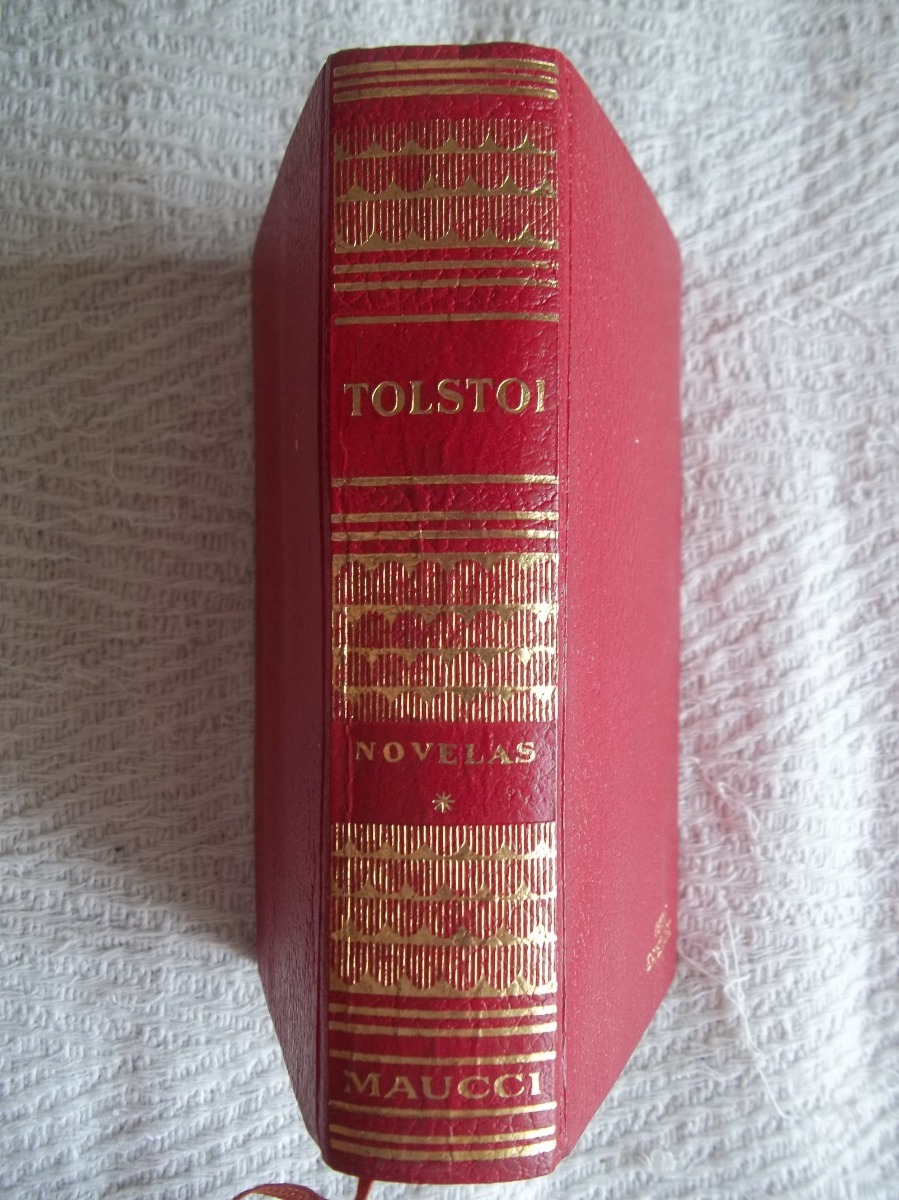 TOLSTOI
NOVELAS
*
MAUCCI